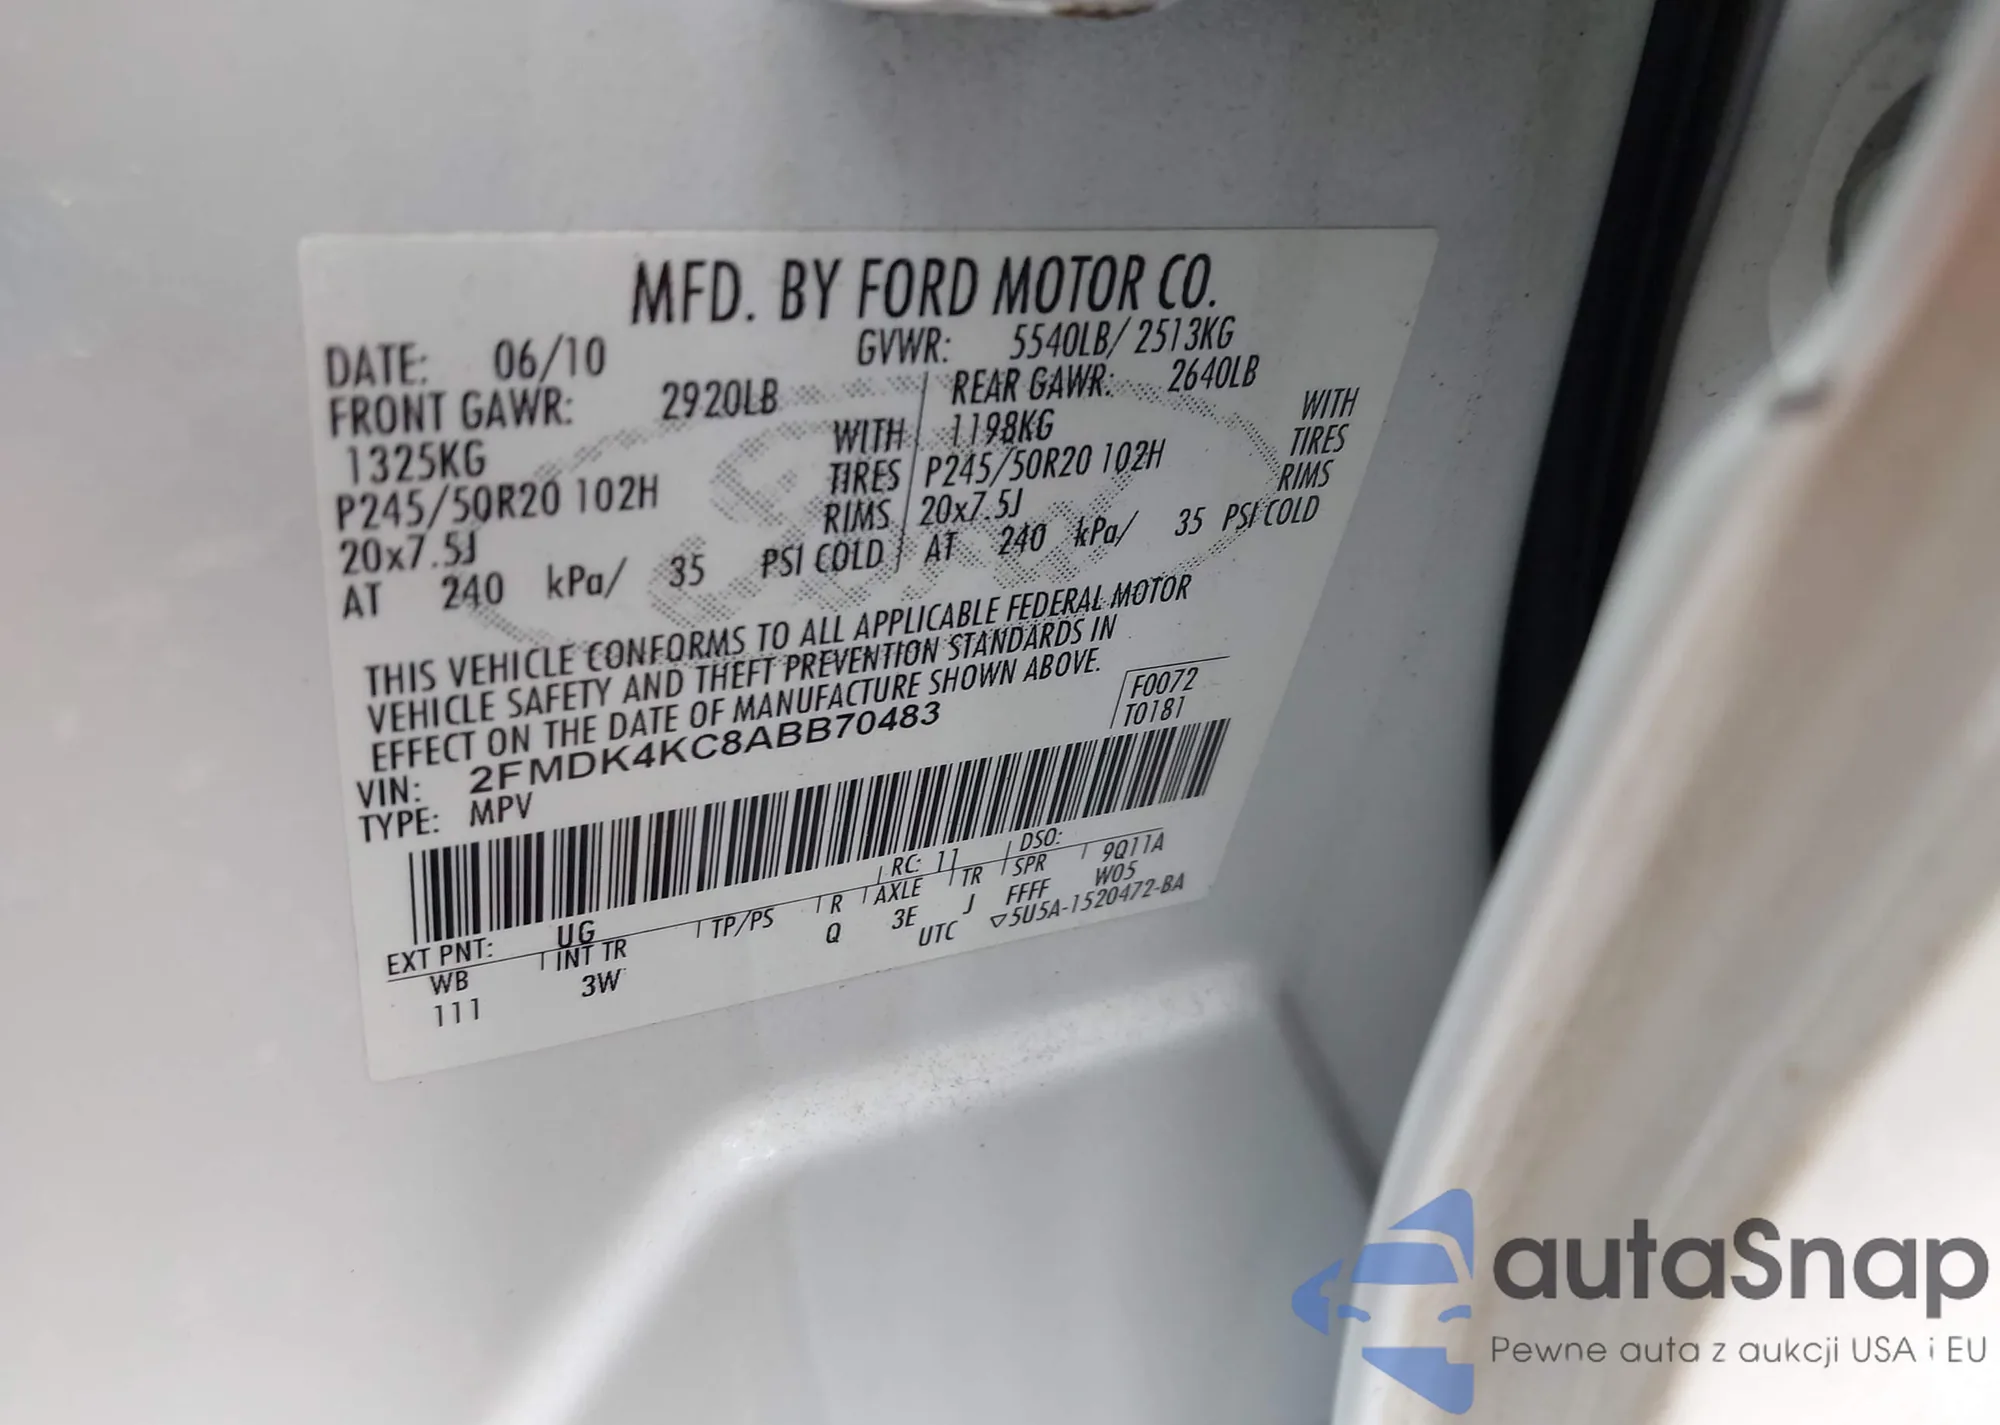 MFD. BY FORD MOTOR CO.
DATE: 06/10 GVWR: 5540LB/ 2513KG
FRONT GAWR: 2920LB REAR GAWR: 2640LB
1325KG WITH 1198KG WITH
P245/50R20 102H TIRES P245/50R20 102H TIRES
20x7.5J RIMS 20x7.5J RIMS
AT 240 kPa/ 35 PSI COLD AT 240 kPa/ 35 PSI COLD
THIS VEHICLE CONFORMS TO ALL APPLICABLE FEDERAL MOTOR
VEHICLE SAFETY AND THEFT PREVENTION STANDARDS IN
EFFECT ON THE DATE OF MANUFACTURE SHOWN ABOVE.
F0072
T0181
VIN: 2FMDK4KC8ABB70483
TYPE: MPV
EXT PNT: UG RC: 11 DSO: 9Q11A
WB INT TR TP/PS R AXLE TR SPR W05
111 3W Q 3E J FFFF
UTC ▽5U5A-1520472-BA
autaSnap
Pewne auta z aukcji USA i EU